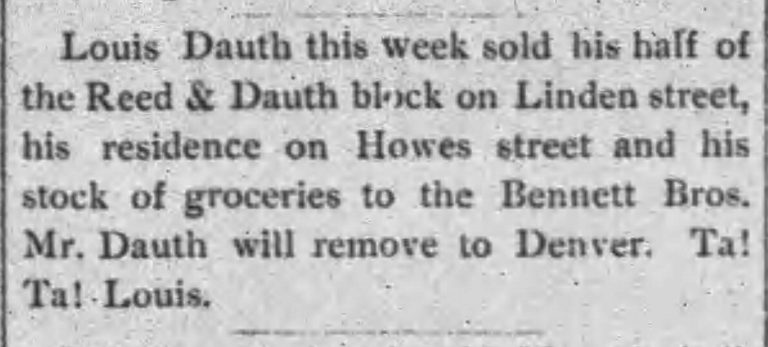 Louis Dauth this week sold his half of
the Reed & Dauth block on Linden street,
his residence on Howes street and his
stock of groceries to the Bennett Bros.
Mr. Dauth will remove to Denver. Ta!
Ta! Louis.